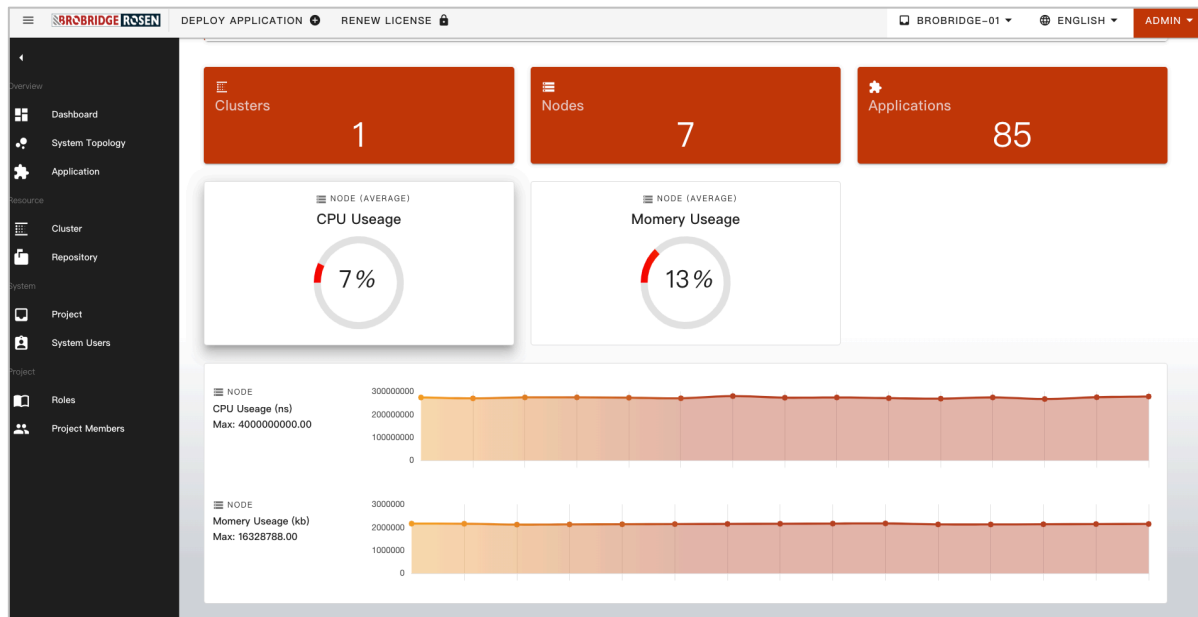 BROBRIDGE ROSEN DEPLOY APPLICATION RENEW LICENSE BROBRIDGE-01 ENGLISH ADMIN
Overview
Dashboard
System Topology
Application
Resource
Cluster
Repository
System
Project
System Users
Project
Roles
Project Members
Clusters
1
Nodes
7
Applications
85
NODE (AVERAGE)
CPU Useage
7%
NODE (AVERAGE)
Momery Useage
13%
NODE
CPU Useage (ns)
Max: 4000000000.00
300000000
200000000
100000000
0
NODE
Momery Useage (kb)
Max: 16328788.00
3000000
2000000
1000000
0